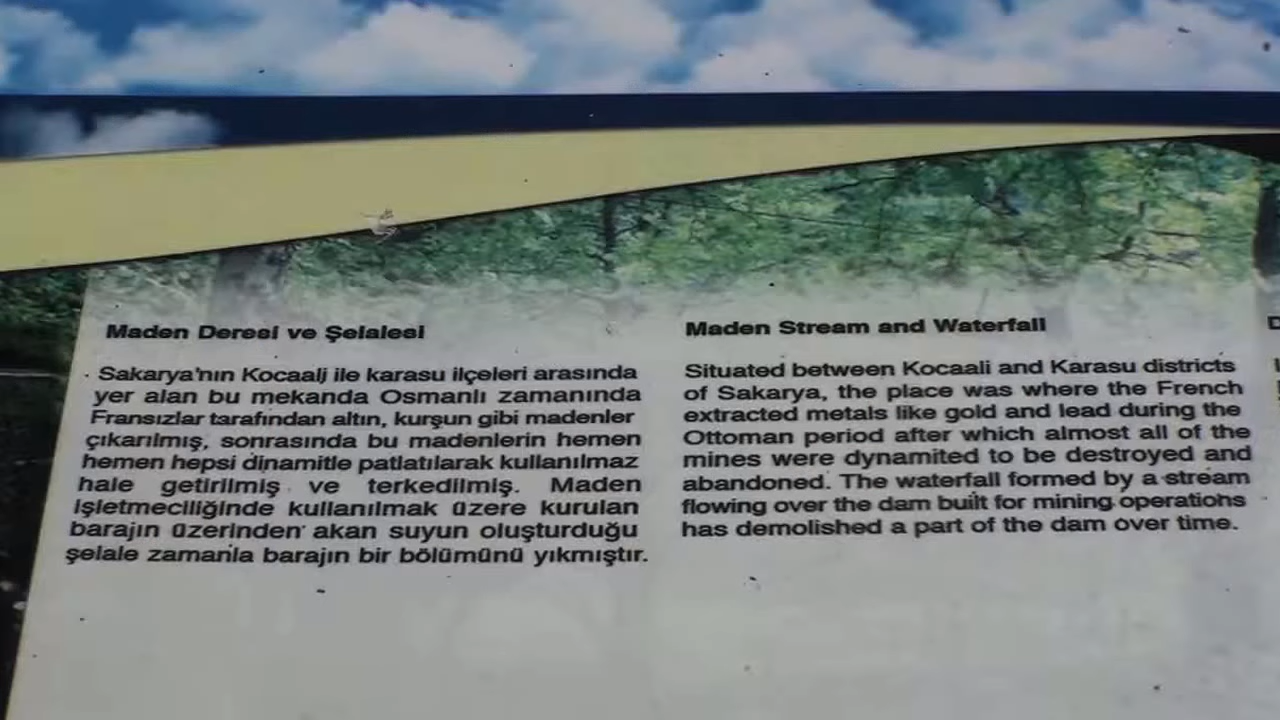 Maden Deresi ve Şelalesi
Sakarya'nın Kocaali ile karasu ilçeleri arasında
yer alan bu mekanda Osmanlı zamanında
Fransızlar tarafından altın, kurşun gibi madenler
çıkarılmış, sonrasında bu madenlerin hemen
hemen hepsi dinamitle patlatılarak kullanılmaz
hale getirilmiş ve terkedilmiş. Maden
işletmeciliğinde kullanılmak üzere kurulan
barajın üzerinden akan suyun oluşturduğu
şelale zamanla barajın bir bölümünü yıkmıştır.
Maden Stream and Waterfall
Situated between Kocaali and Karasu districts
of Sakarya, the place was where the French
extracted metals like gold and lead during the
Ottoman period after which almost all of the
mines were dynamited to be destroyed and
abandoned. The waterfall formed by a stream
flowing over the dam built for mining operations
has demolished a part of the dam over time.